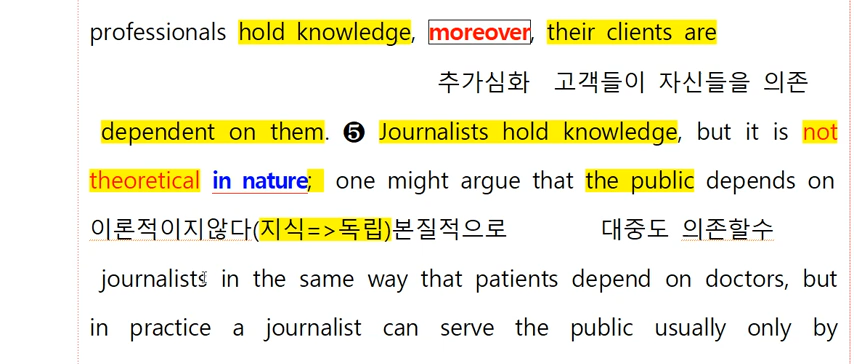 professionals hold knowledge, moreover, their clients are
추가심화 고객들이 자신들을 의존
dependent on them. ❺ Journalists hold knowledge, but it is not
theoretical in nature; one might argue that the public depends on
이론적이지않다(지식=>독립)본질적으로 대중도 의존할수
journalists in the same way that patients depend on doctors, but
in practice a journalist can serve the public usually only by